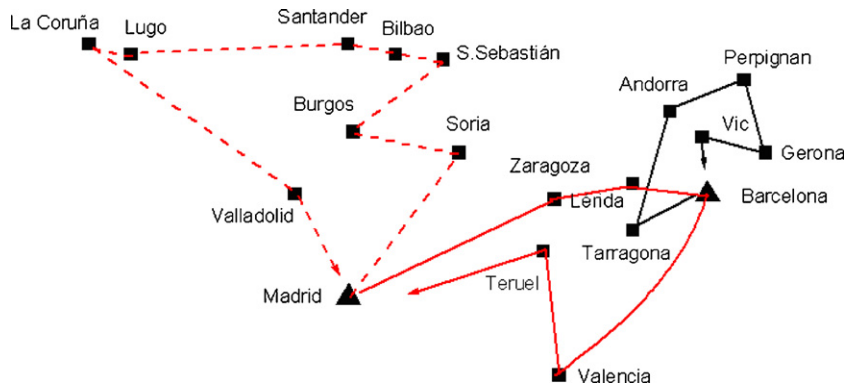 Santander
La Coruña
Lugo
Bilbao
S.Sebastián
Perpignan
Andorra
Burgos
Soria
Vic
Gerona
Zaragoza
Lenda
Barcelona
Valladolid
Tarragona
Madrid
Teruel
Valencia